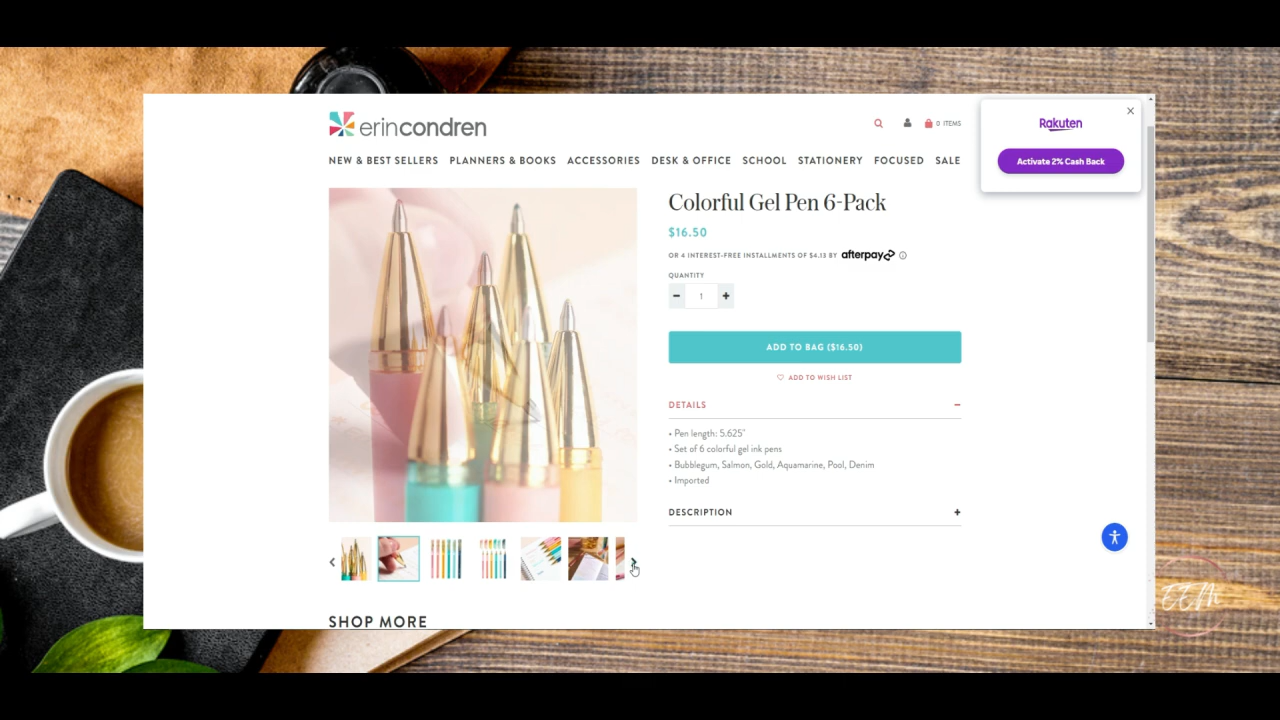 erincondren
0 ITEMS
NEW & BEST SELLERS PLANNERS & BOOKS ACCESSORIES DESK & OFFICE SCHOOL STATIONERY FOCUSED SALE
Rakuten
Activate 2% Cash Back
Colorful Gel Pen 6-Pack
$16.50
OR 4 INTEREST-FREE INSTALLMENTS OF $4.13 BY afterpay
QUANTITY
1
ADD TO BAG ($16.50)
ADD TO WISH LIST
DETAILS
• Pen length: 5.625"
• Set of 6 colorful gel ink pens
• Bubblegum, Salmon, Gold, Aquamarine, Pool, Denim
• Imported
DESCRIPTION
EEM
SHOP MORE